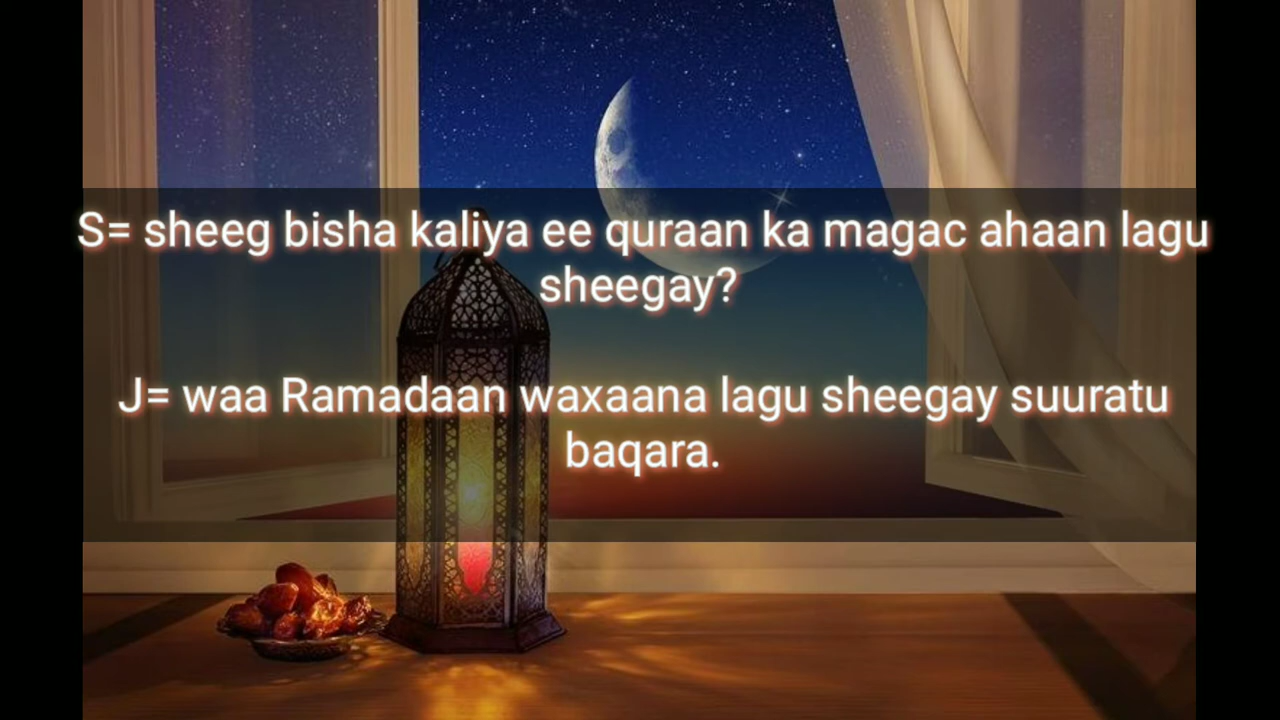 S= sheeg bisha kaliya ee quraan ka magac ahaan lagu
sheegay?
J= waa Ramadaan waxaana lagu sheegay suuratu
baqara.